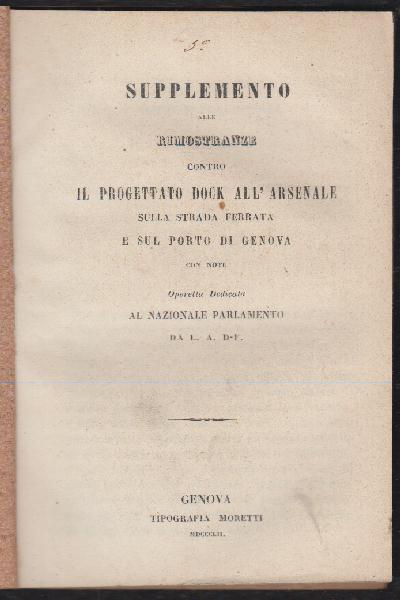 5°
SUPPLEMENTO
ALLE
RIMOSTRANZE
CONTRO
IL PROGETTATO DOCK ALL' ARSENALE
SULLA STRADA FERRATA
E SUL PORTO DI GENOVA
CON NOTE
Operetta Dedicata
AL NAZIONALE PARLAMENTO
DA L. A. D-F.
GENOVA
TIPOGRAFIA MORETTI
MDCCCLII.